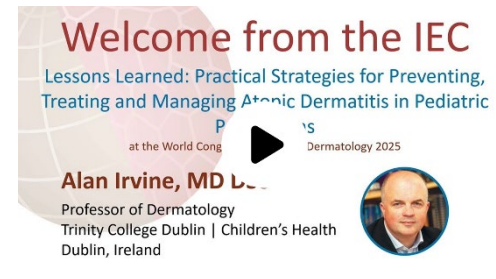 Welcome from the IEC
Lessons Learned: Practical Strategies for Preventing,
Treating and Managing Atopic Dermatitis in Pediatric
at the World Dermatology 2025
Alan Irvine, MD
Professor of Dermatology
Trinity College Dublin | Children's Health
Dublin, Ireland